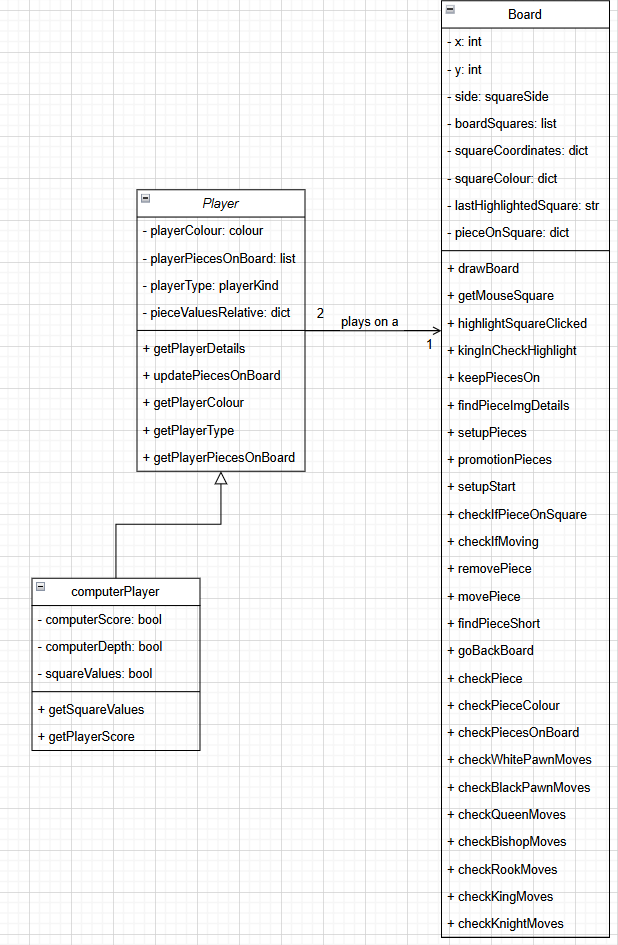 Board
- x: int
- y: int
- side: squareSide
- boardSquares: list
- squareCoordinates: dict
- squareColour: dict
- lastHighlightedSquare: str
- pieceOnSquare: dict
+ drawBoard
+ getMouseSquare
+ highlightSquareClicked
+ kingInCheckHighlight
+ keepPiecesOn
+ findPieceImgDetails
+ setupPieces
+ promotionPieces
+ setupStart
+ checkIfPieceOnSquare
+ checkIfMoving
+ removePiece
+ movePiece
+ findPieceShort
+ goBackBoard
+ checkPiece
+ checkPieceColour
+ checkPiecesOnBoard
+ checkWhitePawnMoves
+ checkBlackPawnMoves
+ checkQueenMoves
+ checkBishopMoves
+ checkRookMoves
+ checkKingMoves
+ checkKnightMoves
Player
- playerColour: colour
- playerPiecesOnBoard: list
- playerType: playerKind
- pieceValuesRelative: dict
+ getPlayerDetails
+ updatePiecesOnBoard
+ getPlayerColour
+ getPlayerType
+ getPlayerPiecesOnBoard
2
plays on a
1
computerPlayer
- computerScore: bool
- computerDepth: bool
- squareValues: bool
+ getSquareValues
+ getPlayerScore